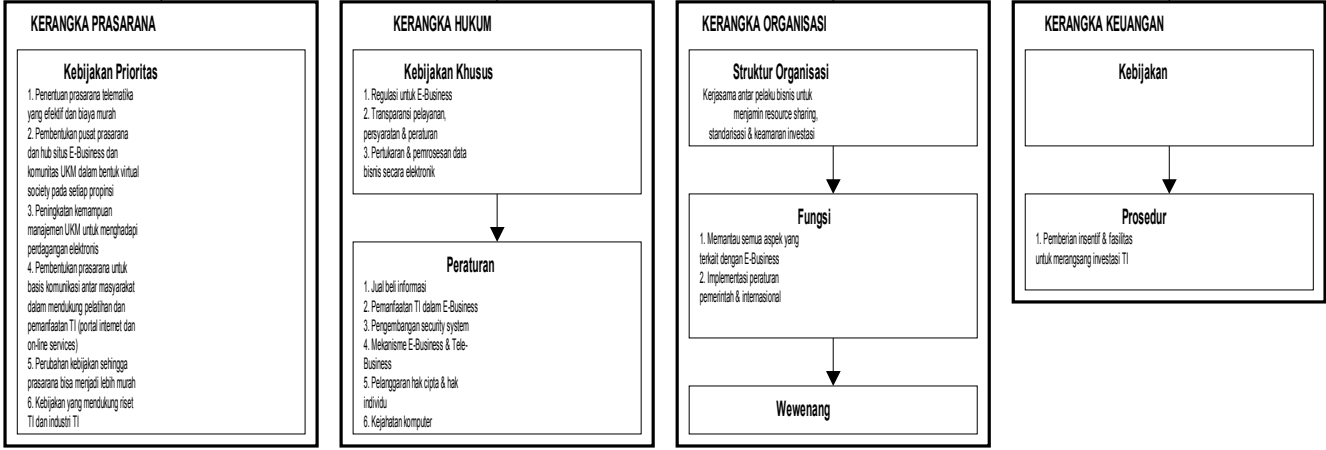 KERANGKA PRASARANA
Kebijakan Prioritas
1. Penentuan prasarana telematika
yang efektif dan biaya murah
2. Pembentukan pusat prasarana
dan hub situs E-Business dan
komunitas UKM dalam bentuk virtual
society pada setiap propinsi
3. Peningkatan kemampuan
manajemen UKM untuk menghadapi
perdagangan elektronis
4. Pembentukan prasarana untuk
basis komunikasi antar masyarakat
dalam mendukung pelatihan dan
pemanfaatan TI (portal internet dan
on-line services)
5. Perubahan kebijakan sehingga
prasarana bisa menjadi lebih murah
6. Kebijakan yang mendukung riset
TI dan industri TI
KERANGKA HUKUM
Kebijakan Khusus
1. Regulasi untuk E-Business
2. Transparansi pelayanan,
persyaratan & peraturan
3. Pertukaran & pemrosesan data
bisnis secara elektronik
Peraturan
1. Jual beli informasi
2. Pemanfaatan TI dalam E-Business
3. Pengembangan security system
4. Mekanisme E-Business & Tele-
Business
5. Pelanggaran hak cipta & hak
individu
6. Kejahatan komputer
KERANGKA ORGANISASI
Struktur Organisasi
Kerjasama antar pelaku bisnis untuk
menjamin resource sharing,
standarisasi & keamanan investasi
Fungsi
1. Memantau semua aspek yang
terkait dengan E-Business
2. Implementasi peraturan
pemerintah & internasional
Wewenang
KERANGKA KEUANGAN
Kebijakan
Prosedur
1. Pemberian insentif & fasilitas
untuk merangsang investasi TI